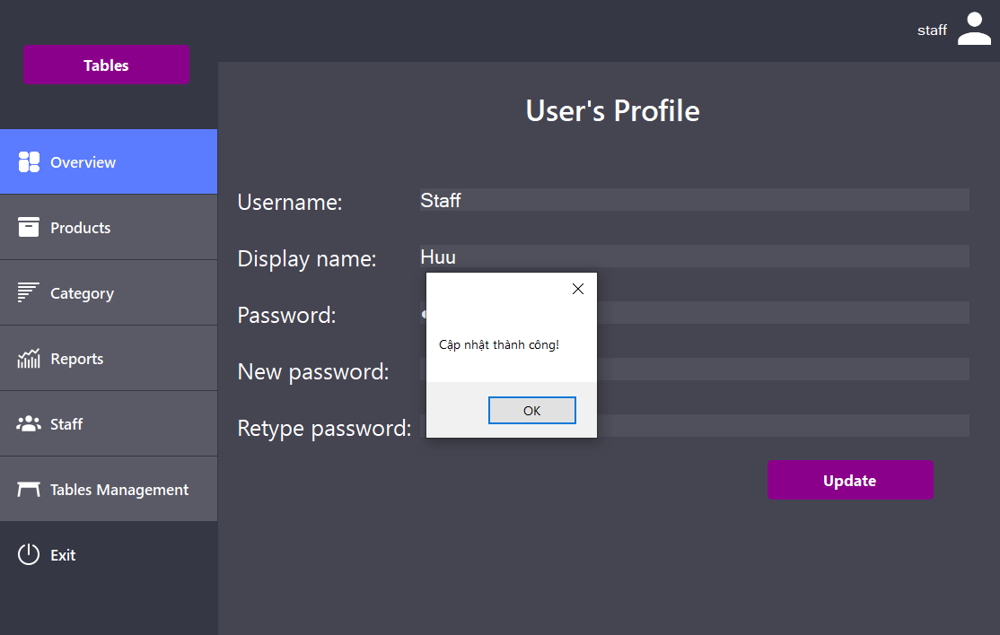 staff
Tables
Overview
Products
Category
Reports
Staff
Tables Management
Exit
User's Profile
Username:
Staff
Display name:
Huu
Password:
New password:
Retype password:
Cập nhật thành công!
OK
Update